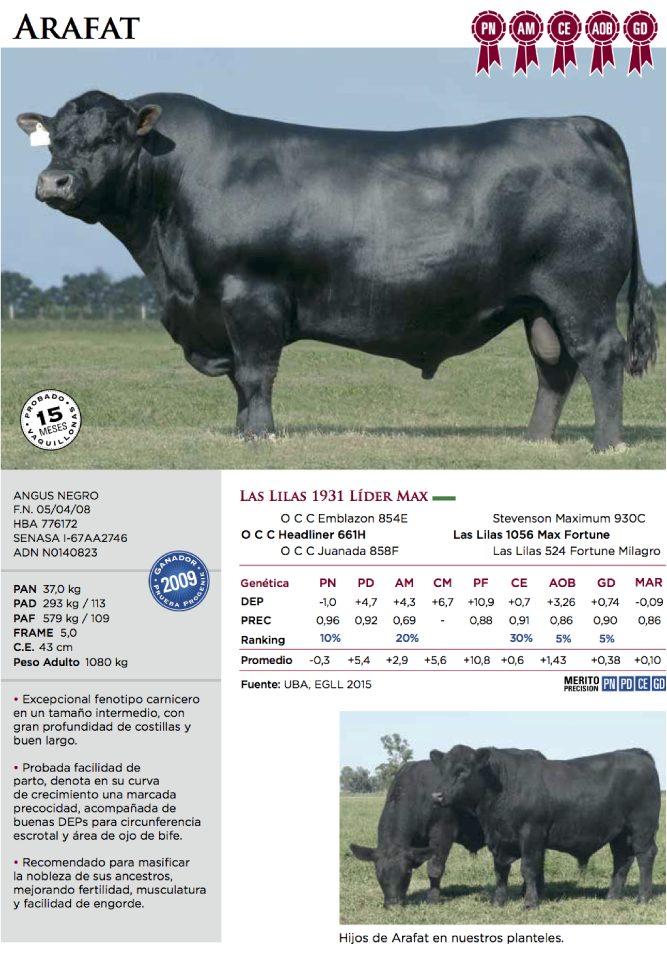 ARAFAT
PN AM CE AOB GD
PROBADO
15
MESES
VAQUILLONAS
ANGUS NEGRO
F.N. 05/04/08
HBA 776172
SENASA I-67AA2746
ADN N0140823
GANADOR
2009
PRUEBA PROGENIE
PAN 37,0 kg
PAD 293 kg / 113
PAF 579 kg / 109
FRAME 5,0
C.E. 43 cm
Peso Adulto 1080 kg
• Excepcional fenotipo carnicero
en un tamaño intermedio, con
gran profundidad de costillas y
buen largo.
• Probada facilidad de
parto, denota en su curva
de crecimiento una marcada
precocidad, acompañada de
buenas DEPs para circunferencia
escrotal y área de ojo de bife.
• Recomendado para masificar
la nobleza de sus ancestros,
mejorando fertilidad, musculatura
y facilidad de engorde.
LAS LILAS 1931 LÍDER MAX
O C C Emblazon 854E Stevenson Maximum 930C
O C C Headliner 661H Las Lilas 1056 Max Fortune
O C C Juanada 858F Las Lilas 524 Fortune Milagro
Genética PN PD AM CM PF CE AOB GD MAR
DEP -1,0 +4,7 +4,3 +6,7 +10,9 +0,7 +3,26 +0,74 -0,09
PREC 0,96 0,92 0,69 - 0,88 0,91 0,86 0,90 0,86
Ranking 10% 20% 30% 5% 5%
Promedio -0,3 +5,4 +2,9 +5,6 +10,8 +0,6 +1,43 +0,38 +0,10
Fuente: UBA, EGLL 2015
MERITO PN PD CE GD
PRECISION
Hijos de Arafat en nuestros planteles.